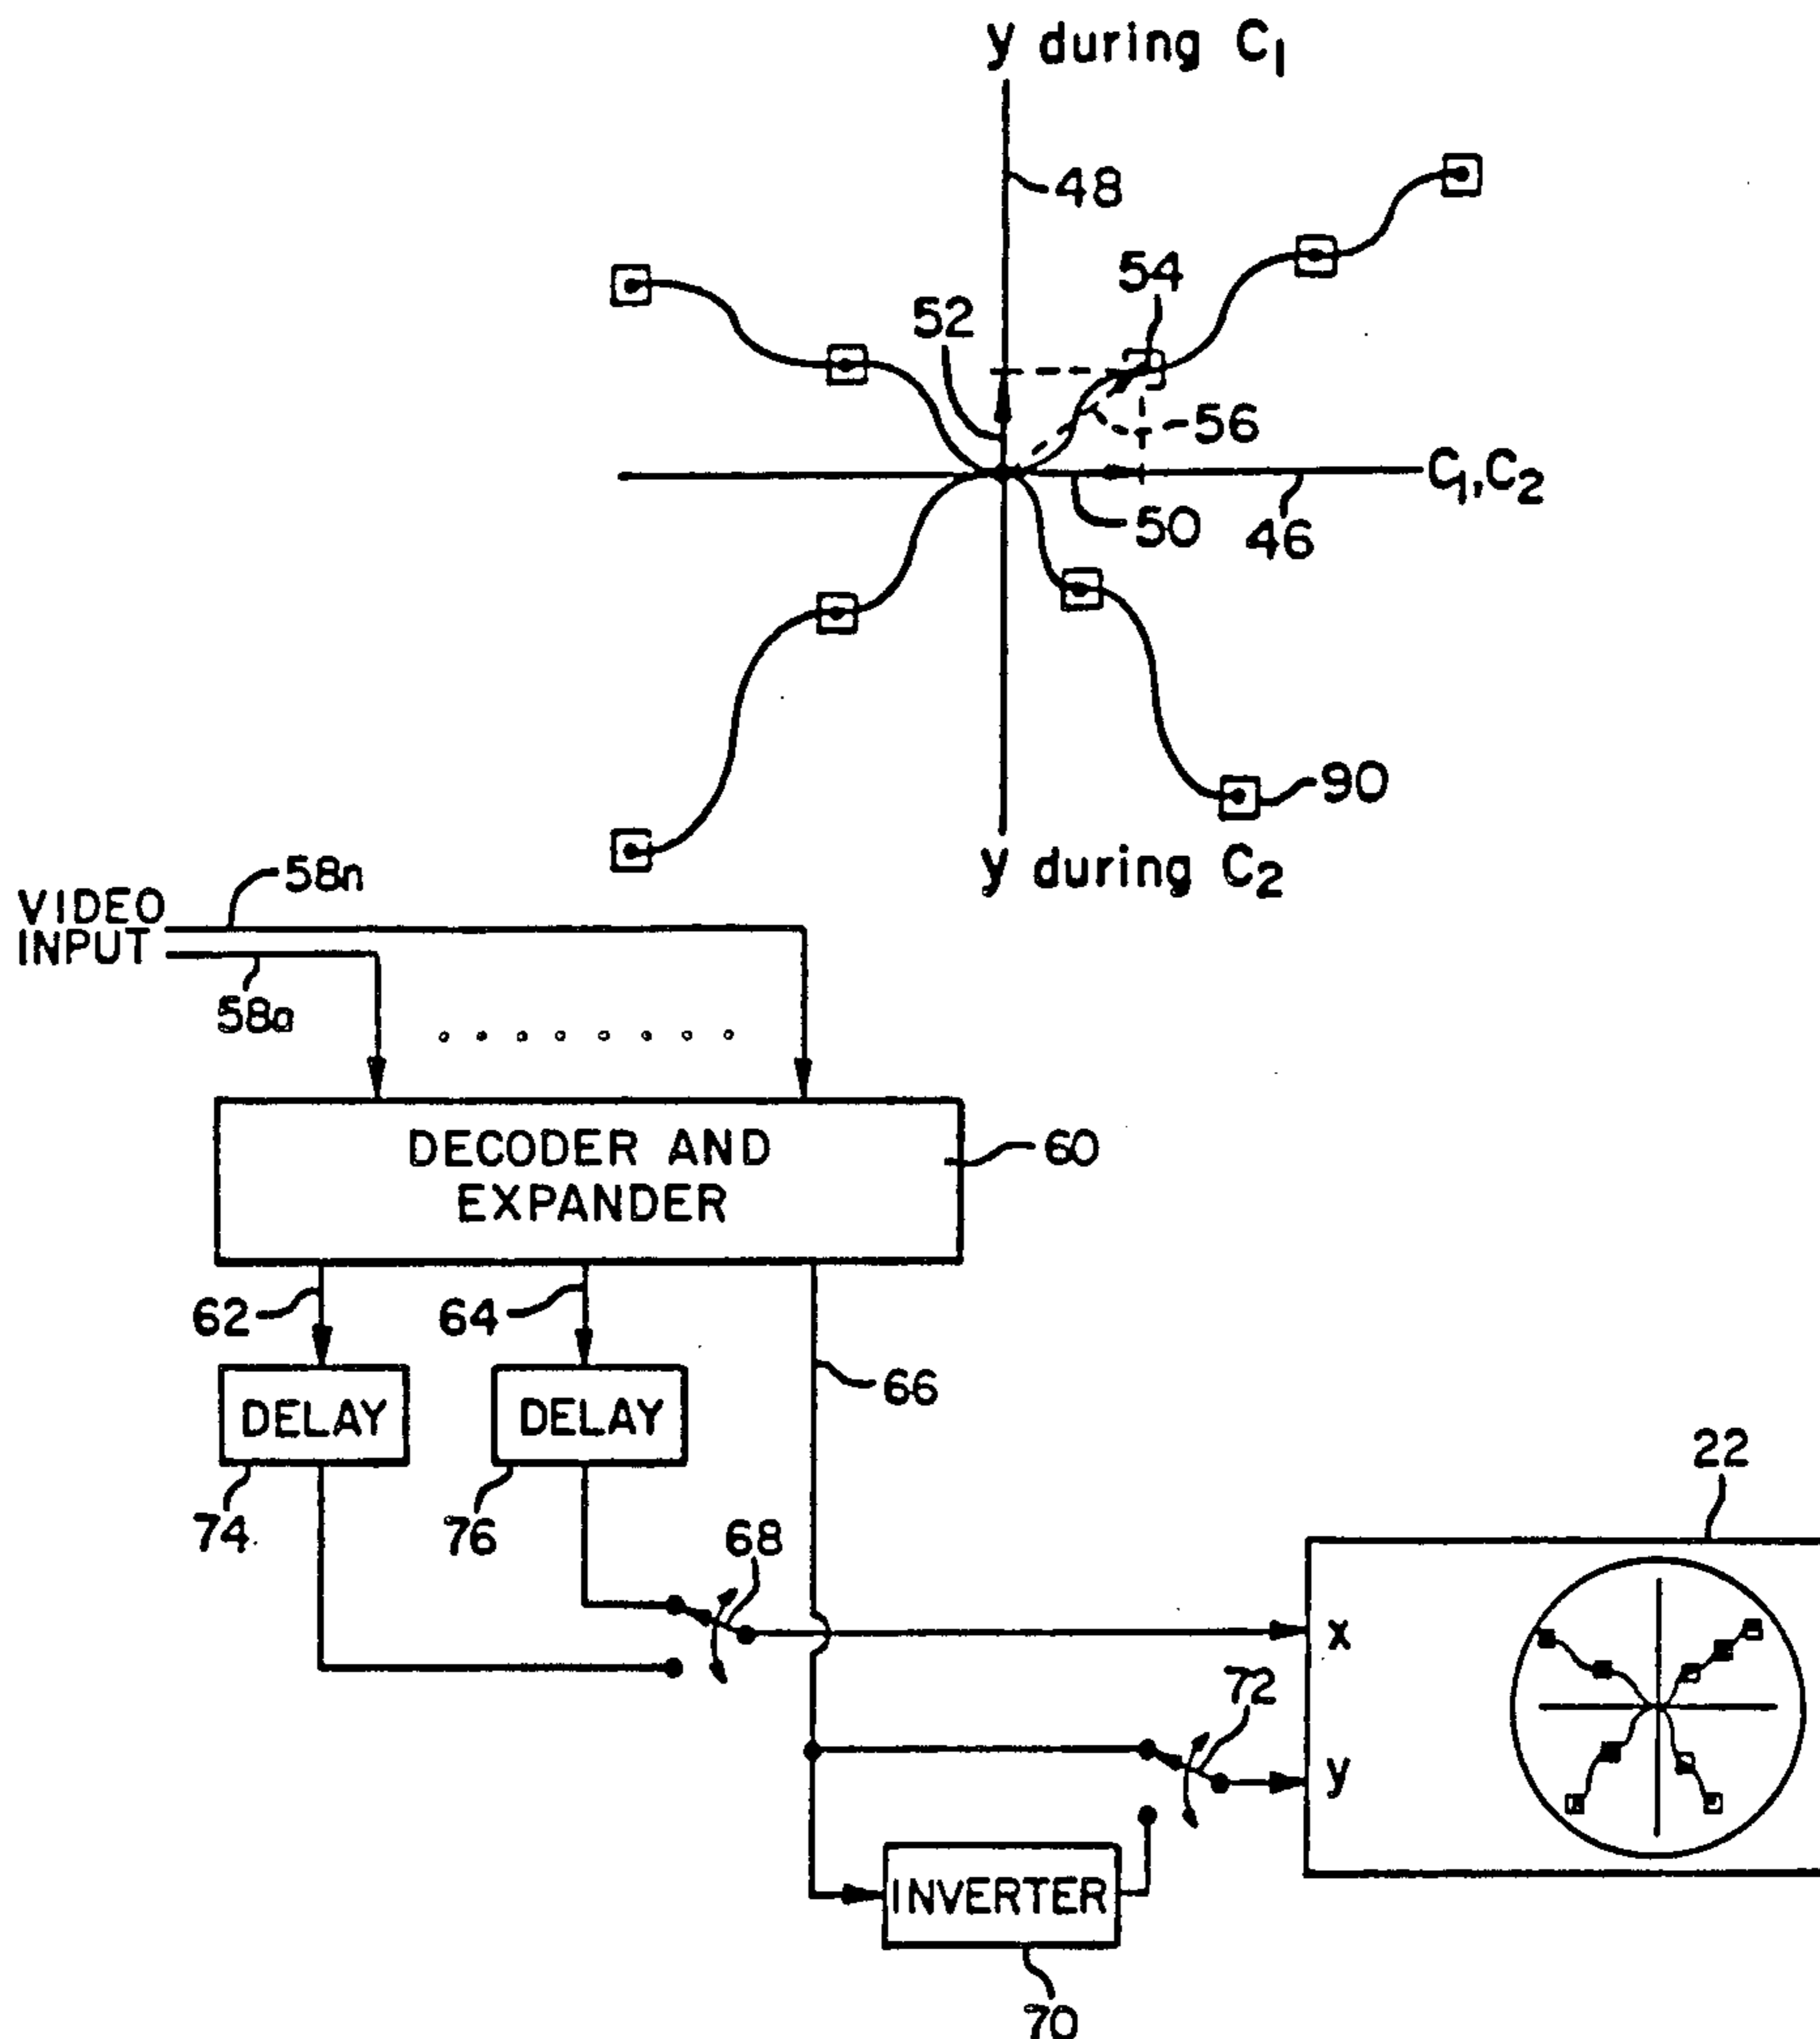 y during C1
48
54
52
56
C1, C2
50
46
90
y during C2
58n
VIDEO
INPUT
58a
DECODER AND
EXPANDER
60
62
64
66
DELAY
DELAY
22
74
76
68
x
72
y
INVERTER
70